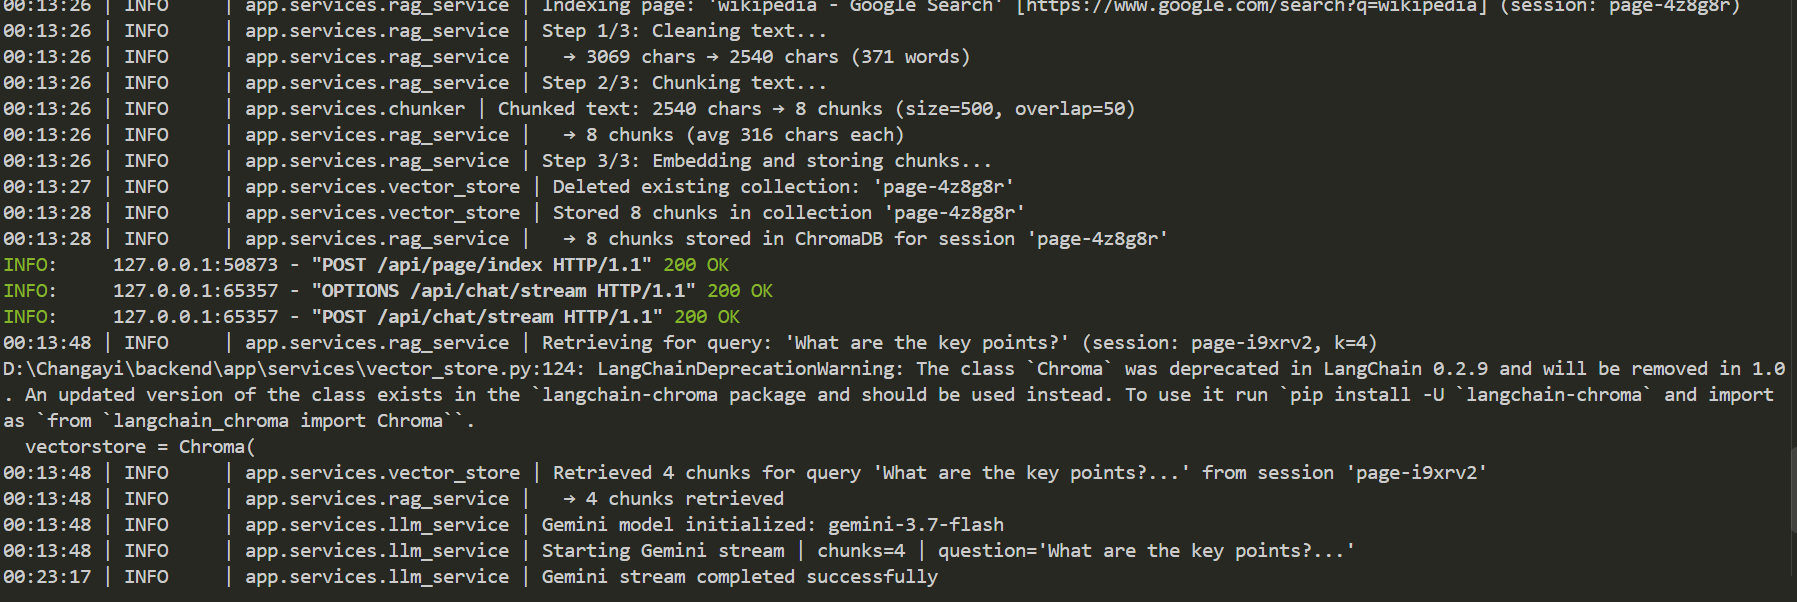 00:13:26 | INFO     | app.services.rag_service | Indexing page: 'wikipedia - Google Search' [https://www.google.com/search?q=wikipedia] (session: page-4z8g8r)
00:13:26 | INFO     | app.services.rag_service | Step 1/3: Cleaning text...
00:13:26 | INFO     | app.services.rag_service |   → 3069 chars → 2540 chars (371 words)
00:13:26 | INFO     | app.services.rag_service | Step 2/3: Chunking text...
00:13:26 | INFO     | app.services.chunker | Chunked text: 2540 chars → 8 chunks (size=500, overlap=50)
00:13:26 | INFO     | app.services.rag_service |   → 8 chunks (avg 316 chars each)
00:13:26 | INFO     | app.services.rag_service | Step 3/3: Embedding and storing chunks...
00:13:27 | INFO     | app.services.vector_store | Deleted existing collection: 'page-4z8g8r'
00:13:28 | INFO     | app.services.vector_store | Stored 8 chunks in collection 'page-4z8g8r'
00:13:28 | INFO     | app.services.rag_service |   → 8 chunks stored in ChromaDB for session 'page-4z8g8r'
INFO:     127.0.0.1:50873 - "POST /api/page/index HTTP/1.1" 200 OK
INFO:     127.0.0.1:65357 - "OPTIONS /api/chat/stream HTTP/1.1" 200 OK
INFO:     127.0.0.1:65357 - "POST /api/chat/stream HTTP/1.1" 200 OK
00:13:48 | INFO     | app.services.rag_service | Retrieving for query: 'What are the key points?' (session: page-i9xrv2, k=4)
D:\Changayi\backend\app\services\vector_store.py:124: LangChainDeprecationWarning: The class `Chroma` was deprecated in LangChain 0.2.9 and will be removed in 1.0
. An updated version of the class exists in the `langchain-chroma package and should be used instead. To use it run `pip install -U `langchain-chroma` and import
as `from `langchain_chroma import Chroma``.
  vectorstore = Chroma(
00:13:48 | INFO     | app.services.vector_store | Retrieved 4 chunks for query 'What are the key points?...' from session 'page-i9xrv2'
00:13:48 | INFO     | app.services.rag_service |   → 4 chunks retrieved
00:13:48 | INFO     | app.services.llm_service | Gemini model initialized: gemini-3.7-flash
00:13:48 | INFO     | app.services.llm_service | Starting Gemini stream | chunks=4 | question='What are the key points?...'
00:23:17 | INFO     | app.services.llm_service | Gemini stream completed successfully